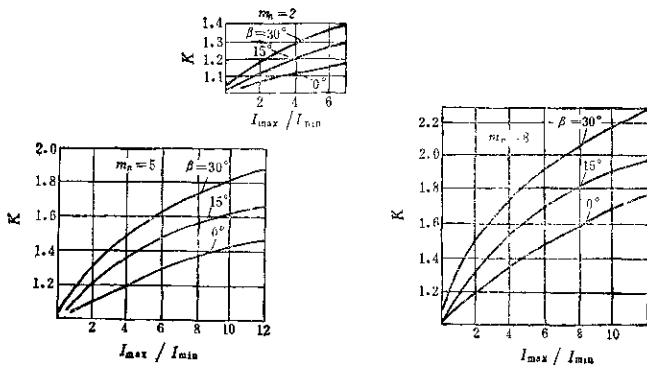 m_n=2
1.4
1.3
1.2
1.1
K
β=30°
15°
0°
2 4 6
I_max / I_min
2.0
1.8
1.6
1.4
1.2
K
m_n=5
β=30°
15°
0°
2 4 6 8 10 12
I_max / I_min
2.2
2.0
1.8
1.6
1.4
1.2
K
m_n=8
β=30°
15°
0°
0 2 4 6 8 10
I_max / I_min